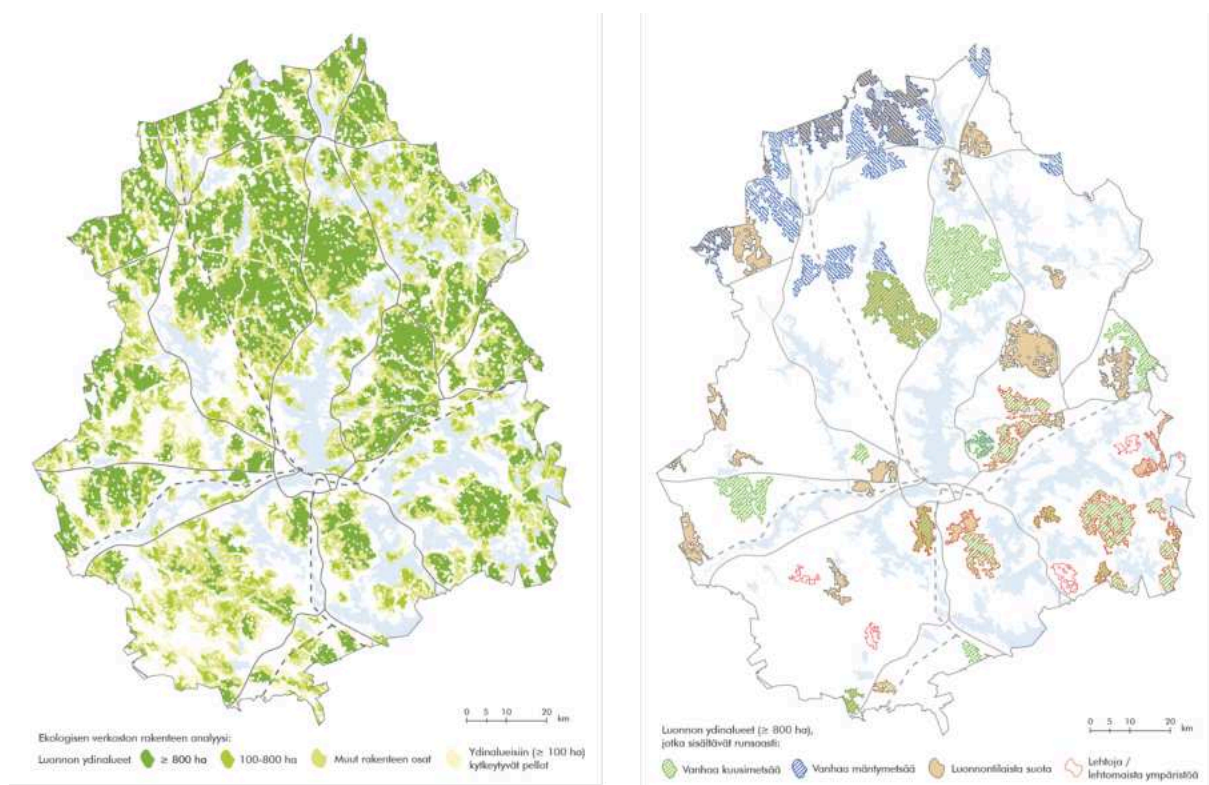 0 5 10 20
km
Ekologisen verkoston rakenteen analyysi:
Luonnon ydinalueet ≥ 800 ha 100-800 ha Muut rakenteen osat Ydinalueisiin (≥ 100 ha)
kytkeytyvät pellot
0 5 10 20
km
Luonnon ydinalueet (≥ 800 ha),
jotka sisältävät runsaasti:
Vanhaa kuusimetsää Vanhaa mäntymetsää Luonnontilaista suota Lehtoja /
lehtomaista ympäristöä